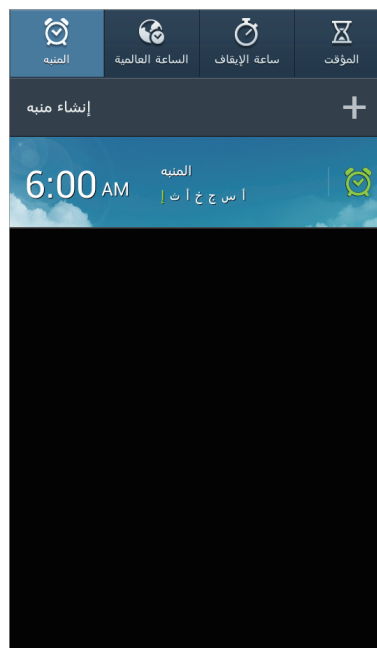 المنبه
الساعة العالمية
ساعة الإيقاف
المؤقت
إنشاء منبه
6:00 AM
المنبه
أ س ج خ أ ث إ